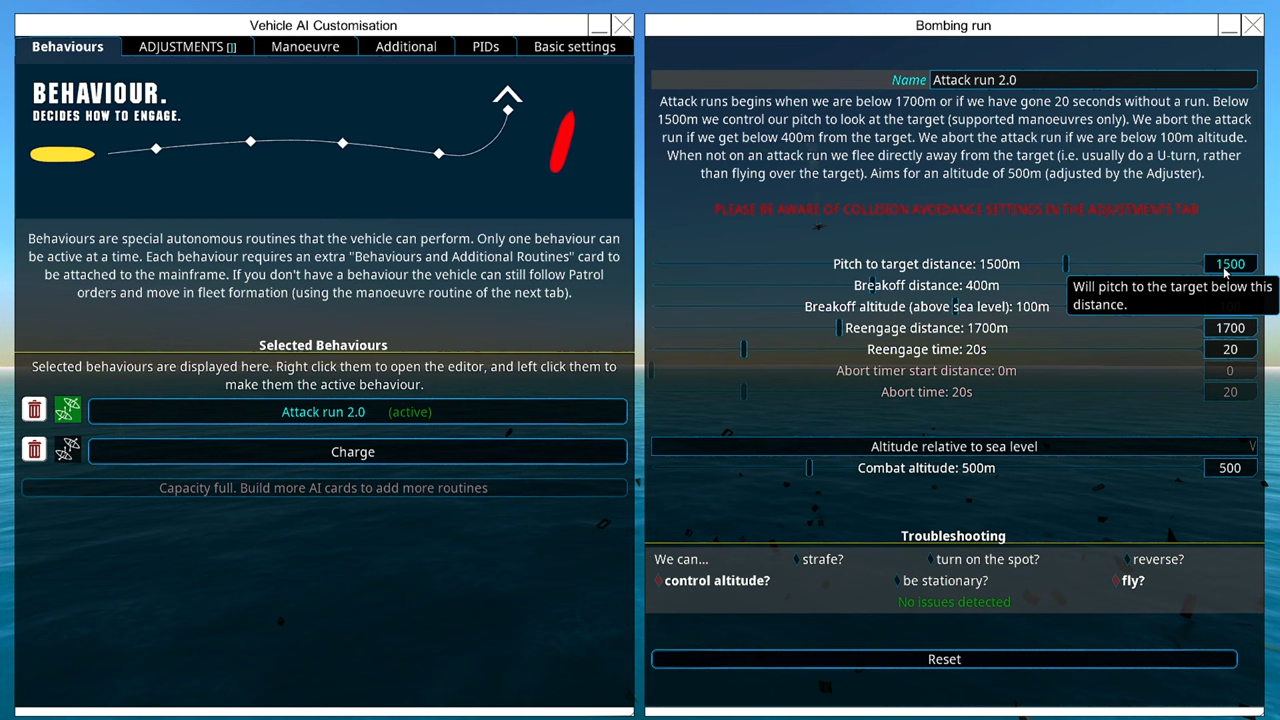 Vehicle AI Customisation
Behaviours
ADJUSTMENTS []
Manoeuvre
Additional
PIDs
Basic settings
BEHAVIOUR.
DECIDES HOW TO ENGAGE.
Behaviours are special autonomous routines that the vehicle can perform. Only one behaviour can
be active at a time. Each behaviour requires an extra "Behaviours and Additional Routines" card to
be attached to the mainframe. If you don't have a behaviour the vehicle can still follow Patrol
orders and move in fleet formation (using the manoeuvre routine of the next tab).
Selected Behaviours
Selected behaviours are displayed here. Right click them to open the editor, and left click them to
make them the active behaviour.
Attack run 2.0 (active)
Charge
Capacity full. Build more AI cards to add more routines
Bombing run
Name Attack run 2.0
Attack runs begins when we are below 1700m or if we have gone 20 seconds without a run. Below
1500m we control our pitch to look at the target (supported manoeuvres only). We abort the attack
run if we get below 400m from the target. We abort the attack run if we are below 100m altitude.
When not on an attack run we flee directly away from the target (i.e. usually do a U-turn, rather
than flying over the target). Aims for an altitude of 500m (adjusted by the Adjuster).
PLEASE BE AWARE OF COLLISION AVOIDANCE SETTINGS IN THE ADJUSTMENTS TAB
Pitch to target distance: 1500m 1500
Will pitch to the target below this
distance.
Breakoff distance: 400m
Breakoff altitude (above sea level): 100m
Reengage distance: 1700m 1700
Reengage time: 20s 20
Abort timer start distance: 0m 0
Abort time: 20s 20
Altitude relative to sea level
Combat altitude: 500m 500
Troubleshooting
We can... strafe? turn on the spot? reverse?
control altitude? be stationary? fly?
No issues detected
Reset